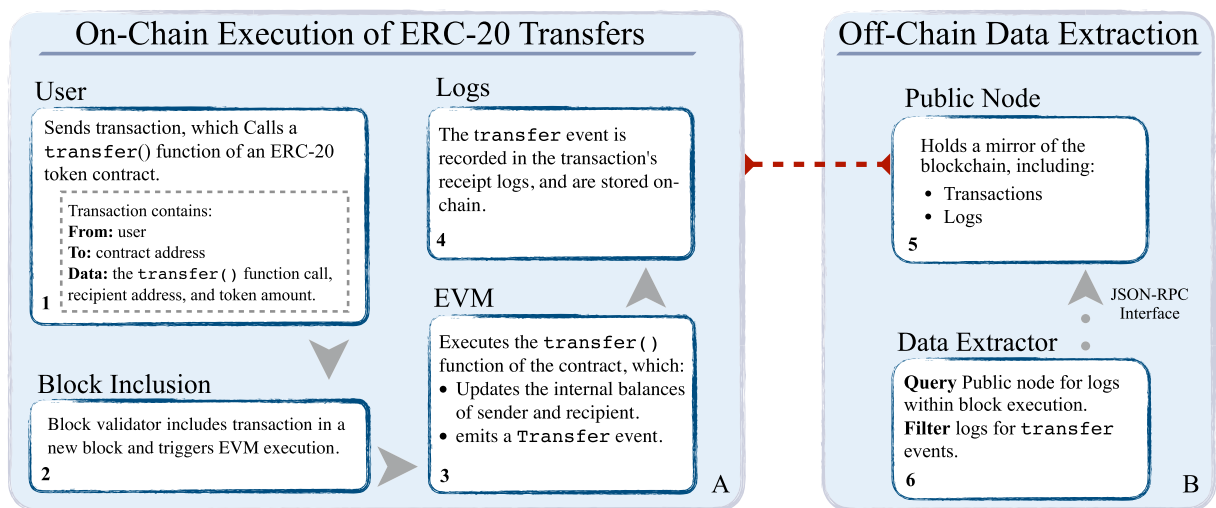 On-Chain Execution of ERC-20 Transfers
User
Sends transaction, which Calls a
transfer() function of an ERC-20
token contract.
Transaction contains:
From: user
To: contract address
Data: the transfer() function call,
recipient address, and token amount.
1
Block Inclusion
Block validator includes transaction in a
new block and triggers EVM execution.
2
EVM
Executes the transfer()
function of the contract, which:
• Updates the internal balances
of sender and recipient.
• emits a Transfer event.
3
Logs
The transfer event is
recorded in the transaction's
receipt logs, and are stored on-
chain.
4
A
Off-Chain Data Extraction
Public Node
Holds a mirror of the
blockchain, including:
• Transactions
• Logs
5
JSON-RPC
Interface
Data Extractor
Query Public node for logs
within block execution.
Filter logs for transfer
events.
6
B